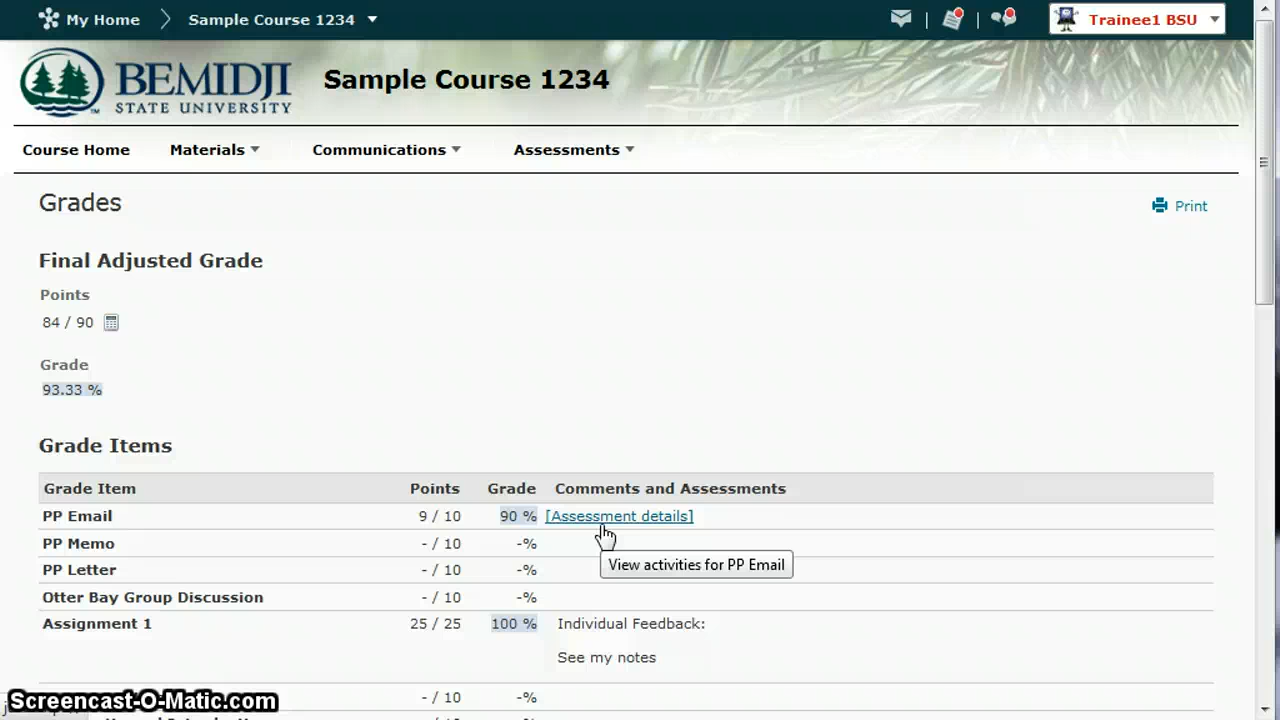 My Home Sample Course 1234 Trainee1 BSU
BEMIDJI
STATE UNIVERSITY
Sample Course 1234
Course Home Materials Communications Assessments
Grades
Print
Final Adjusted Grade
Points
84 / 90
Grade
93.33 %
Grade Items
Grade Item Points Grade Comments and Assessments
PP Email 9 / 10 90 % [Assessment details]
PP Memo - / 10 -%
View activities for PP Email
PP Letter - / 10 -%
Otter Bay Group Discussion - / 10 -%
Assignment 1 25 / 25 100 % Individual Feedback:
See my notes
- / 10 -%
Screencast-O-Matic.com